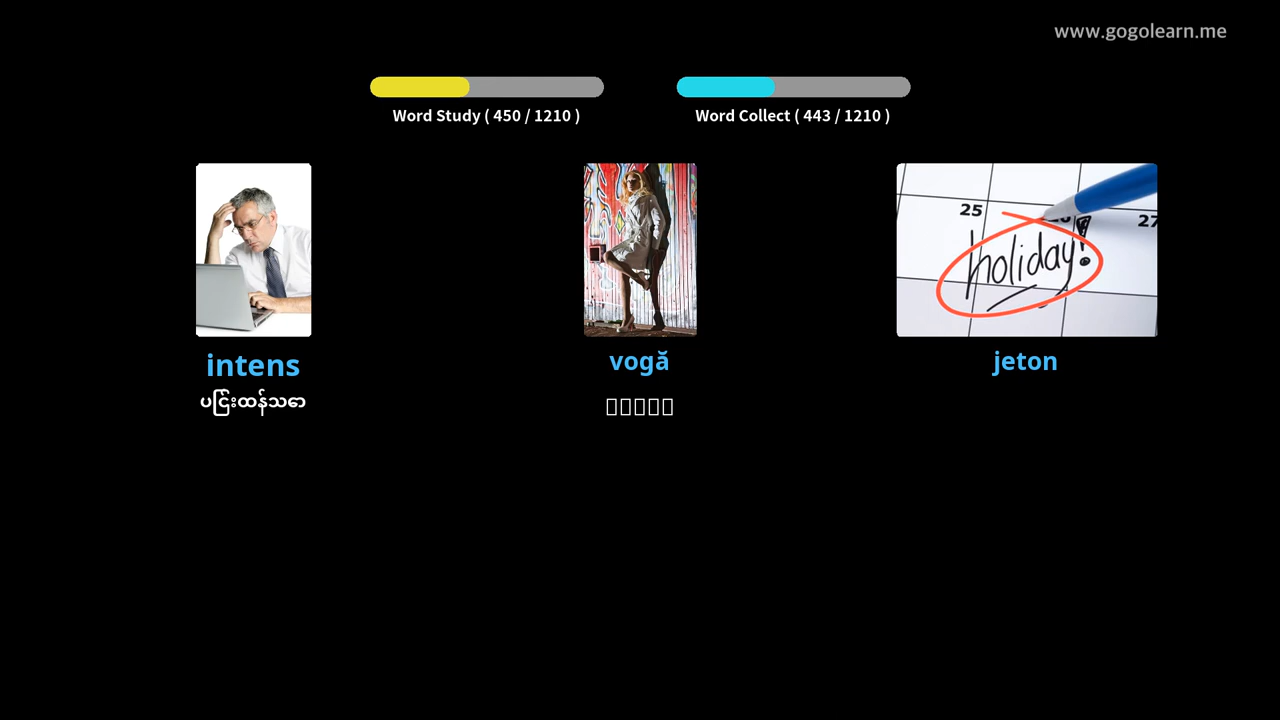 www.gogolearn.me
Word Study ( 450 / 1210 )
Word Collect ( 443 / 1210 )
25
27
holiday!
intens
vogă
jeton
ပြင်းထန်သော